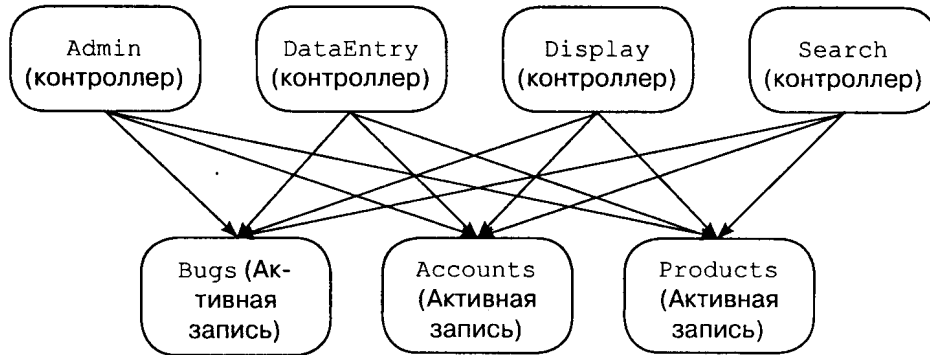 Admin
(контроллер)
DataEntry
(контроллер)
Display
(контроллер)
Search
(контроллер)
Bugs (Ак-
тивная
запись)
Accounts
(Активная
запись)
Products
(Активная
запись)